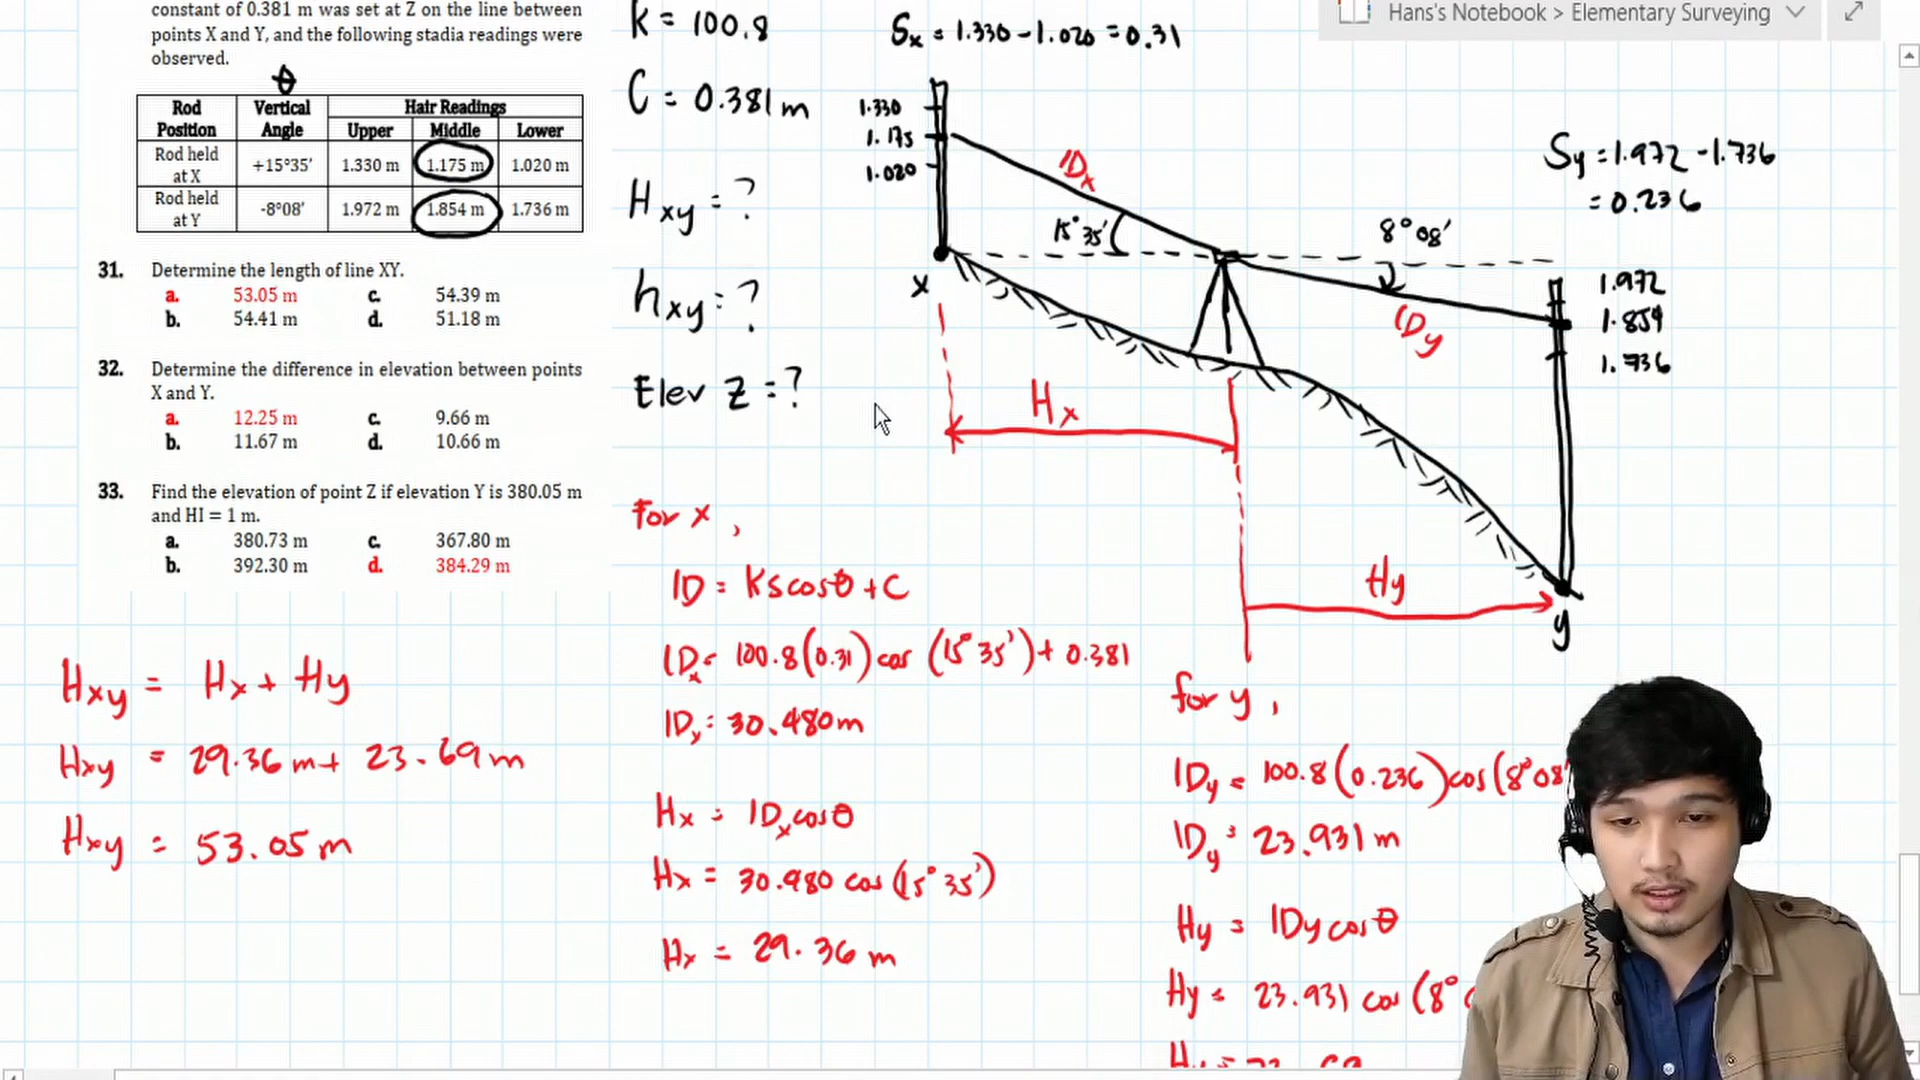 constant of 0.381 m was set at Z on the line between
points X and Y, and the following stadia readings were
observed.
θ
Rod Position
Vertical Angle
Hair Readings
Upper
Middle
Lower
Rod held at X
+15°35'
1.330 m
1.175 m
1.020 m
Rod held at Y
-8°08'
1.972 m
1.854 m
1.736 m
31. Determine the length of line XY.
a. 53.05 m c. 54.39 m
b. 54.41 m d. 51.18 m
32. Determine the difference in elevation between points
X and Y.
a. 12.25 m c. 9.66 m
b. 11.67 m d. 10.66 m
33. Find the elevation of point Z if elevation Y is 380.05 m
and HI = 1 m.
a. 380.73 m c. 367.80 m
b. 392.30 m d. 384.29 m
Hxy = Hx + Hy
Hxy = 29.36 m + 23.69 m
Hxy = 53.05 m
K = 100.8
C = 0.381 m
Hxy = ?
hxy = ?
Elev Z = ?
Hans's Notebook > Elementary Surveying
Sx = 1.330 - 1.020 = 0.31
1.330
1.175
1.020
IDx
15°35'
x
8°08'
IDy
Sy = 1.972 - 1.736
= 0.236
1.972
1.854
1.736
Hx
Hy
y
For x,
ID = KScosθ + C
IDx = 100.8(0.31)cos(15°35') + 0.381
IDx = 30.480 m
Hx = IDx cosθ
Hx = 30.480 cos(15°35')
Hx = 29.36 m
for y,
IDy = 100.8(0.236)cos(8°08'
IDy = 23.931 m
Hy = IDy cosθ
Hy = 23.931 cos(8°